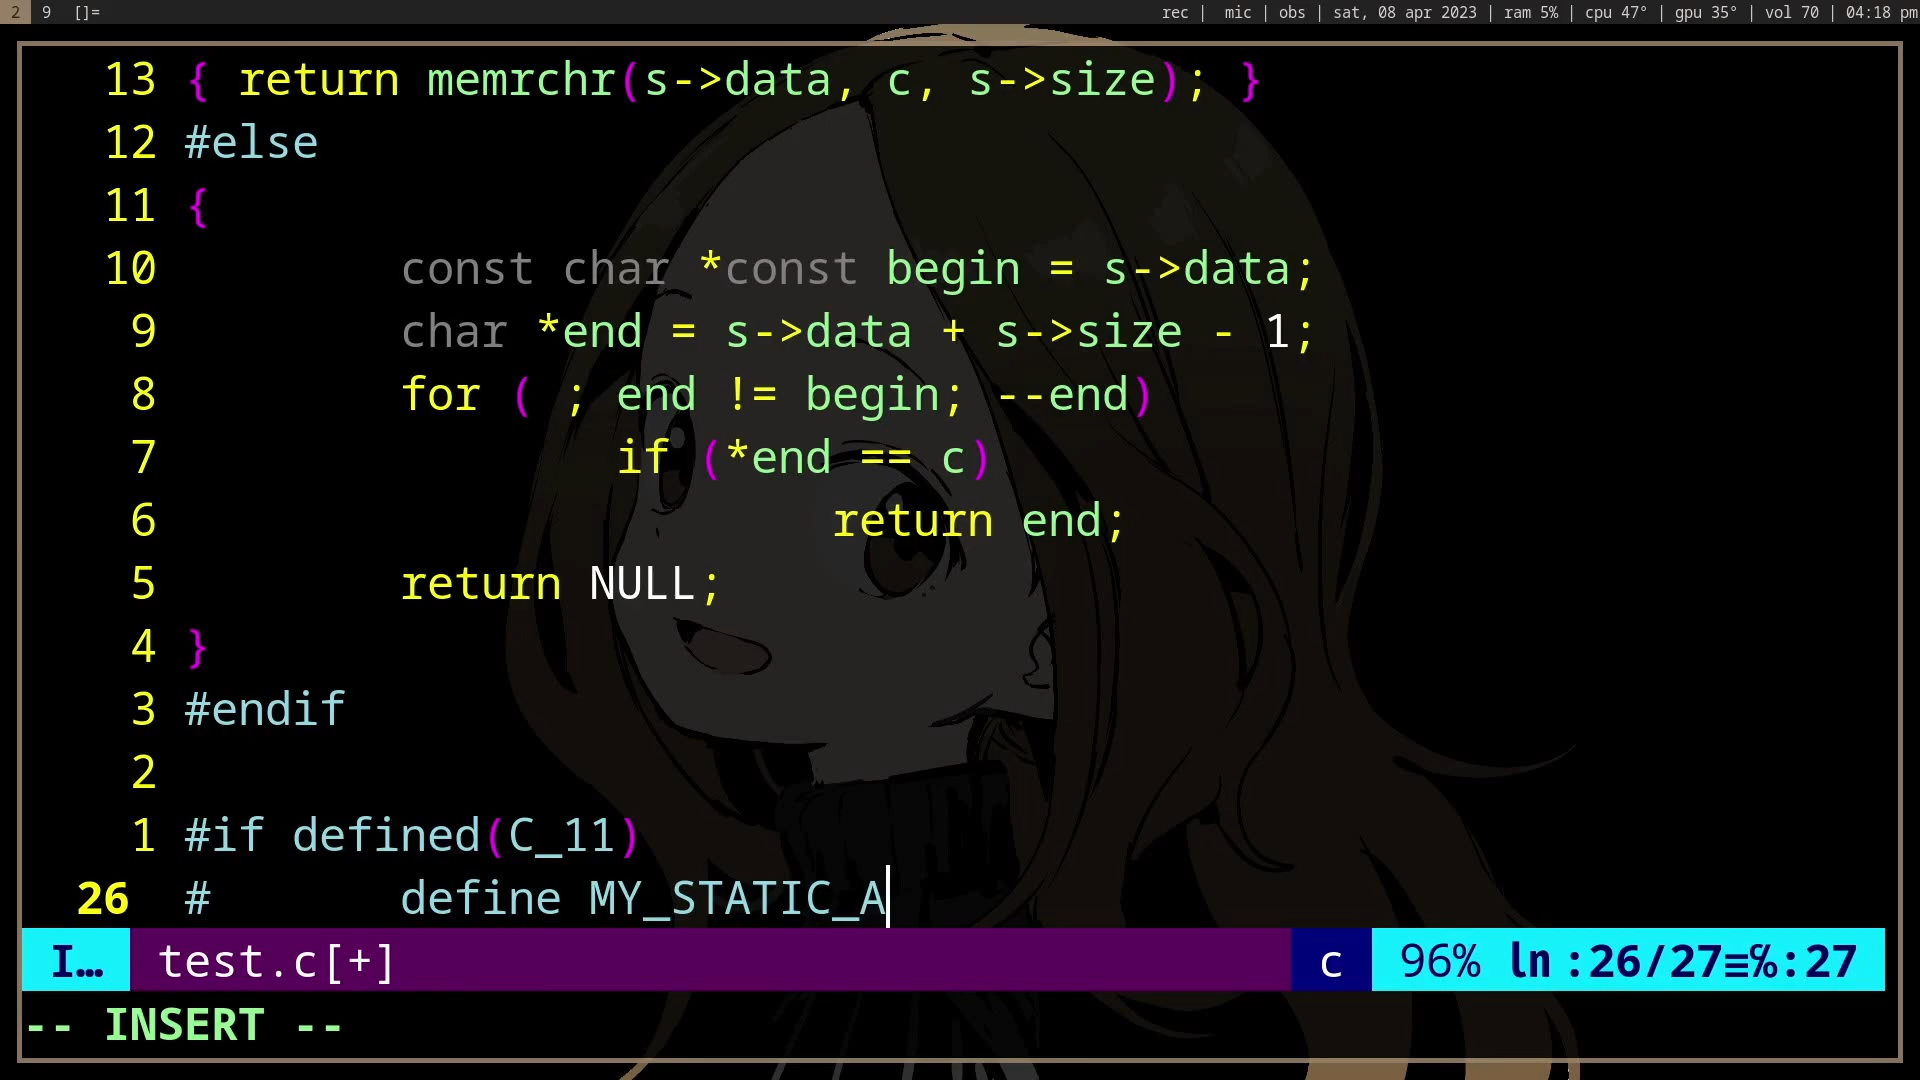 2 9 []= rec | mic | obs | sat, 08 apr 2023 | ram 5% | cpu 47° | gpu 35° | vol 70 | 04:18 pm
13 { return memrchr(s->data, c, s->size); }
12 #else
11 {
10 const char *const begin = s->data;
9 char *end = s->data + s->size - 1;
8 for ( ; end != begin; --end)
7 if (*end == c)
6 return end;
5 return NULL;
4 }
3 #endif
2
1 #if defined(C_11)
26 # define MY_STATIC_A
I… test.c[+] c 96% ln :26/27≡℅:27
-- INSERT --